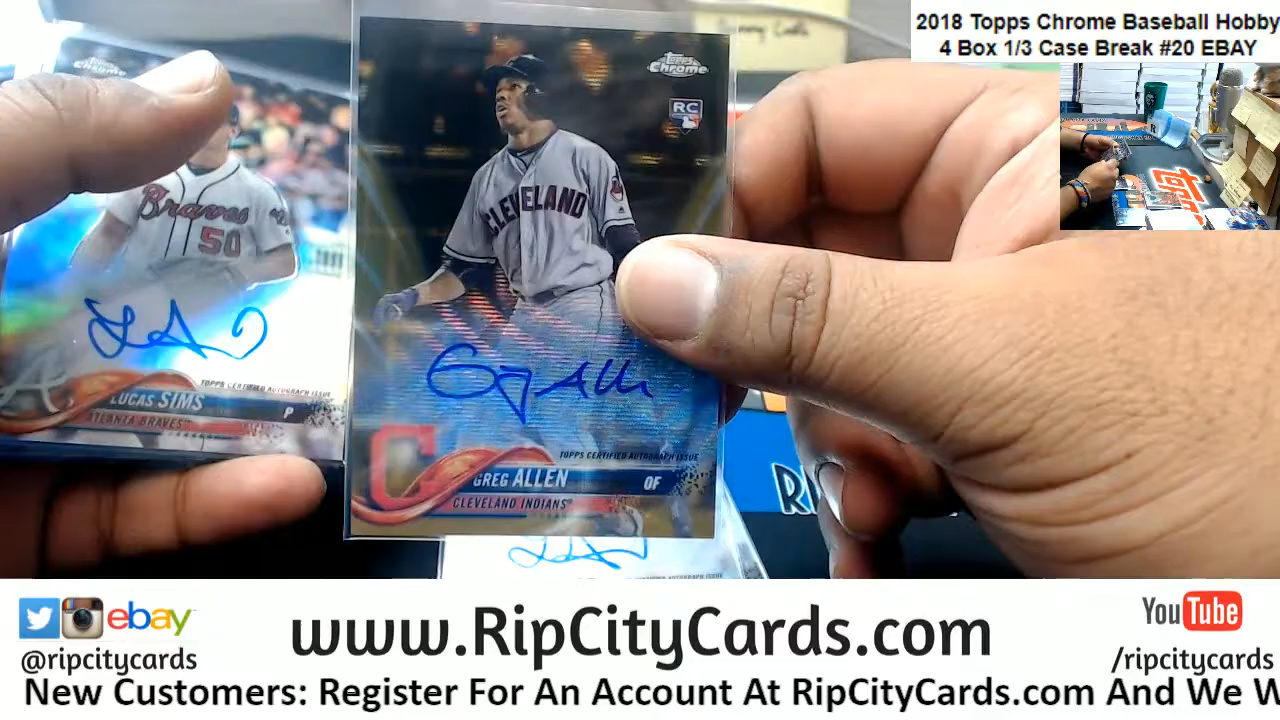 2018 Topps Chrome Baseball Hobby
4 Box 1/3 Case Break #20 EBAY
Topps Chrome
RC
CLEVELAND
Greg Allen
TOPPS CERTIFIED AUTOGRAPH ISSUE
GREG ALLEN OF
CLEVELAND INDIANS
Chrome
Braves
50
TOPPS CERTIFIED AUTOGRAPH ISSUE
LUCAS SIMS P
ATLANTA BRAVES
ebay
@ripcitycards
www.RipCityCards.com
YouTube
/ripcitycards
New Customers: Register For An Account At RipCityCards.com And We W